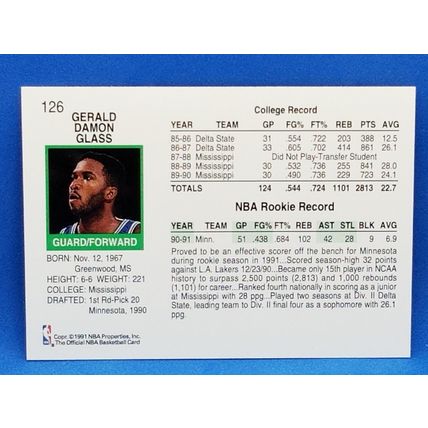 126
GERALD
DAMON
GLASS
GUARD/FORWARD
BORN: Nov. 12, 1967
Greenwood, MS
HEIGHT: 6-6 WEIGHT: 221
COLLEGE: Mississippi
DRAFTED: 1st Rd-Pick 20
Minnesota, 1990
NBA
Copr. ©1991 NBA Properties, Inc.
The Official NBA Basketball Card
College Record
YEAR TEAM GP FG% FT% REB PTS AVG
85-86 Delta State 31 .554 .722 203 388 12.5
86-87 Delta State 33 .605 .702 414 861 26.1
87-88 Mississippi Did Not Play-Transfer Student
88-89 Mississippi 30 .532 .736 255 841 28.0
89-90 Mississippi 30 .490 .736 229 723 24.1
TOTALS 124 .544 .724 1101 2813 22.7
NBA Rookie Record
YEAR TEAM GP FG% FT% REB AST STL BLK AVG
90-91 Minn. 51 .438 .684 102 42 28 9 6.9
Proved to be an effective scorer off the bench for Minnesota
during rookie season in 1991...Scored season-high 32 points
against L.A. Lakers 12/23/90...Became only 15th player in NCAA
history to surpass 2,500 points (2,813) and 1,000 rebounds
(1,101) for career...Ranked fourth nationally in scoring as a junior
at Mississippi with 28 ppg...Played two seasons at Div. II Delta
State, leading team to Div. II final four as a sophomore with 26.1
ppg.